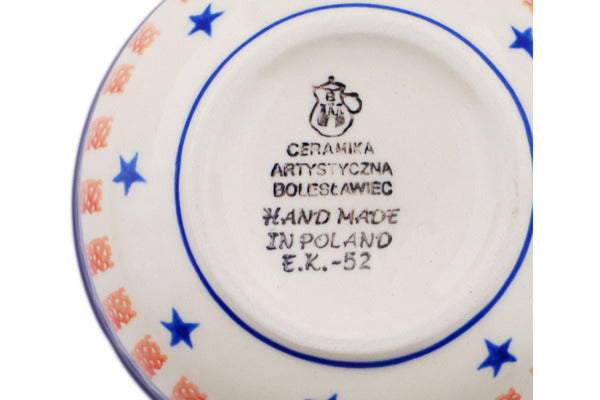 CERAMIKA
ARTYSTYCZNA
BOLESŁAWIEC
HAND MADE
IN POLAND
E.K.-52